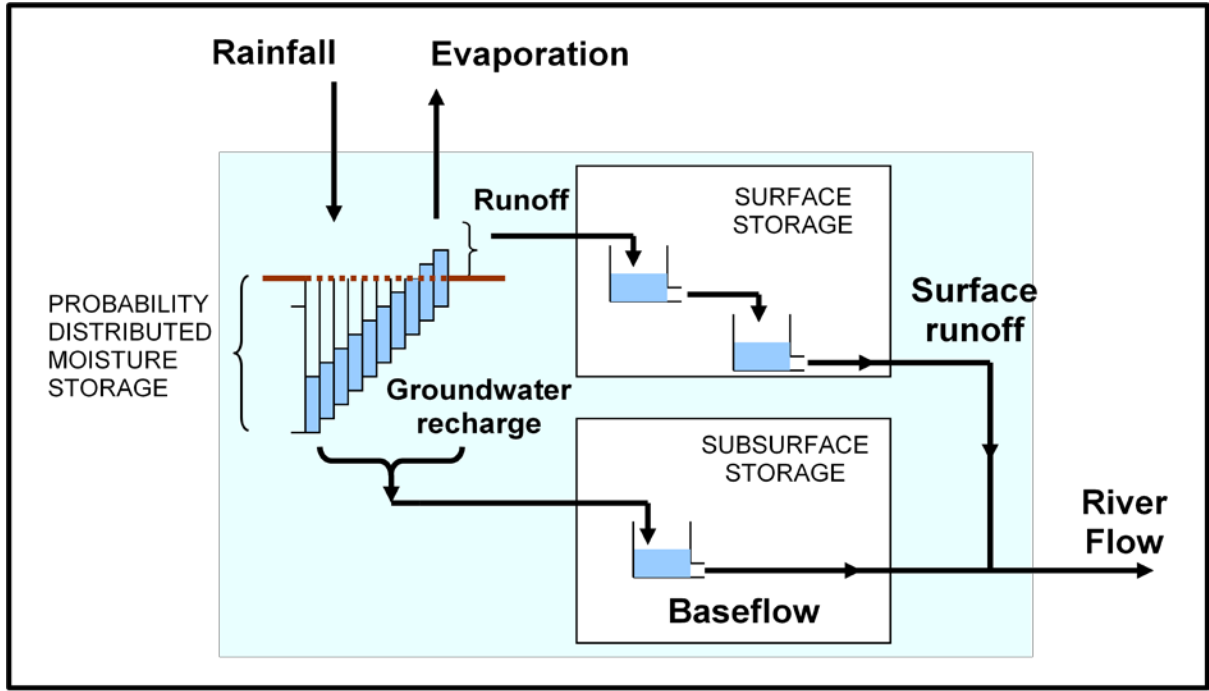 Rainfall
Evaporation
Runoff
SURFACE
STORAGE
PROBABILITY
DISTRIBUTED
MOISTURE
STORAGE
Surface
runoff
Groundwater
recharge
SUBSURFACE
STORAGE
River
Flow
Baseflow